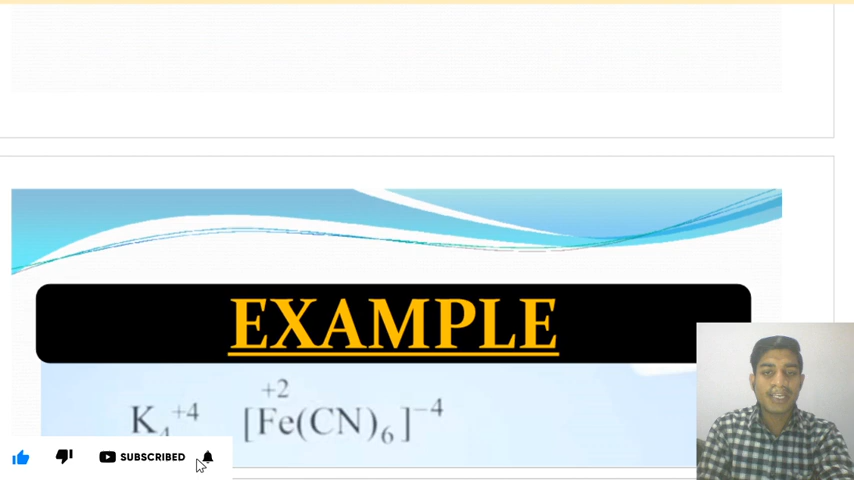 EXAMPLE
+2
K₄⁺⁴ [Fe(CN)₆]⁻⁴
SUBSCRIBED